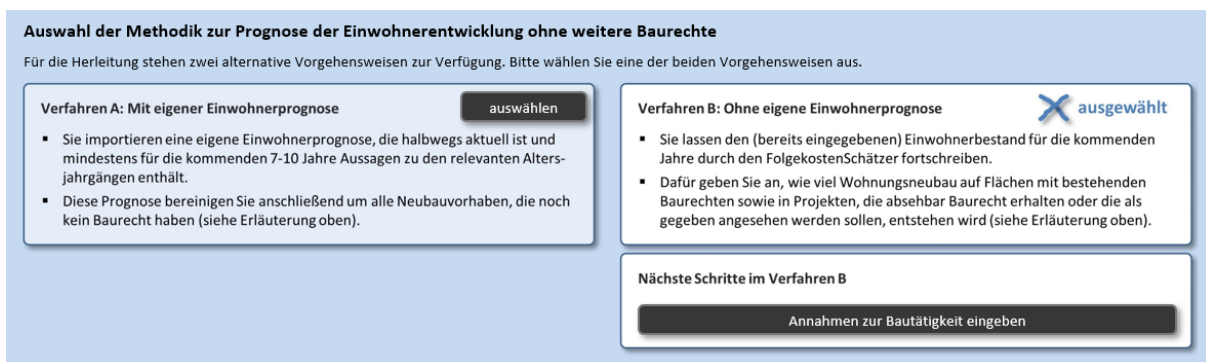 Auswahl der Methodik zur Prognose der Einwohnerentwicklung ohne weitere Baurechte
Für die Herleitung stehen zwei alternative Vorgehensweisen zur Verfügung. Bitte wählen Sie eine der beiden Vorgehensweisen aus.
Verfahren A: Mit eigener Einwohnerprognose
auswählen
▪ Sie importieren eine eigene Einwohnerprognose, die halbwegs aktuell ist und
mindestens für die kommenden 7-10 Jahre Aussagen zu den relevanten Alters-
jahrgängen enthält.
▪ Diese Prognose bereinigen Sie anschließend um alle Neubauvorhaben, die noch
kein Baurecht haben (siehe Erläuterung oben).
Verfahren B: Ohne eigene Einwohnerprognose
ausgewählt
▪ Sie lassen den (bereits eingegebenen) Einwohnerbestand für die kommenden
Jahre durch den FolgekostenSchätzer fortschreiben.
▪ Dafür geben Sie an, wie viel Wohnungsneubau auf Flächen mit bestehenden
Baurechten sowie in Projekten, die absehbar Baurecht erhalten oder die als
gegeben angesehen werden sollen, entstehen wird (siehe Erläuterung oben).
Nächste Schritte im Verfahren B
Annahmen zur Bautätigkeit eingeben